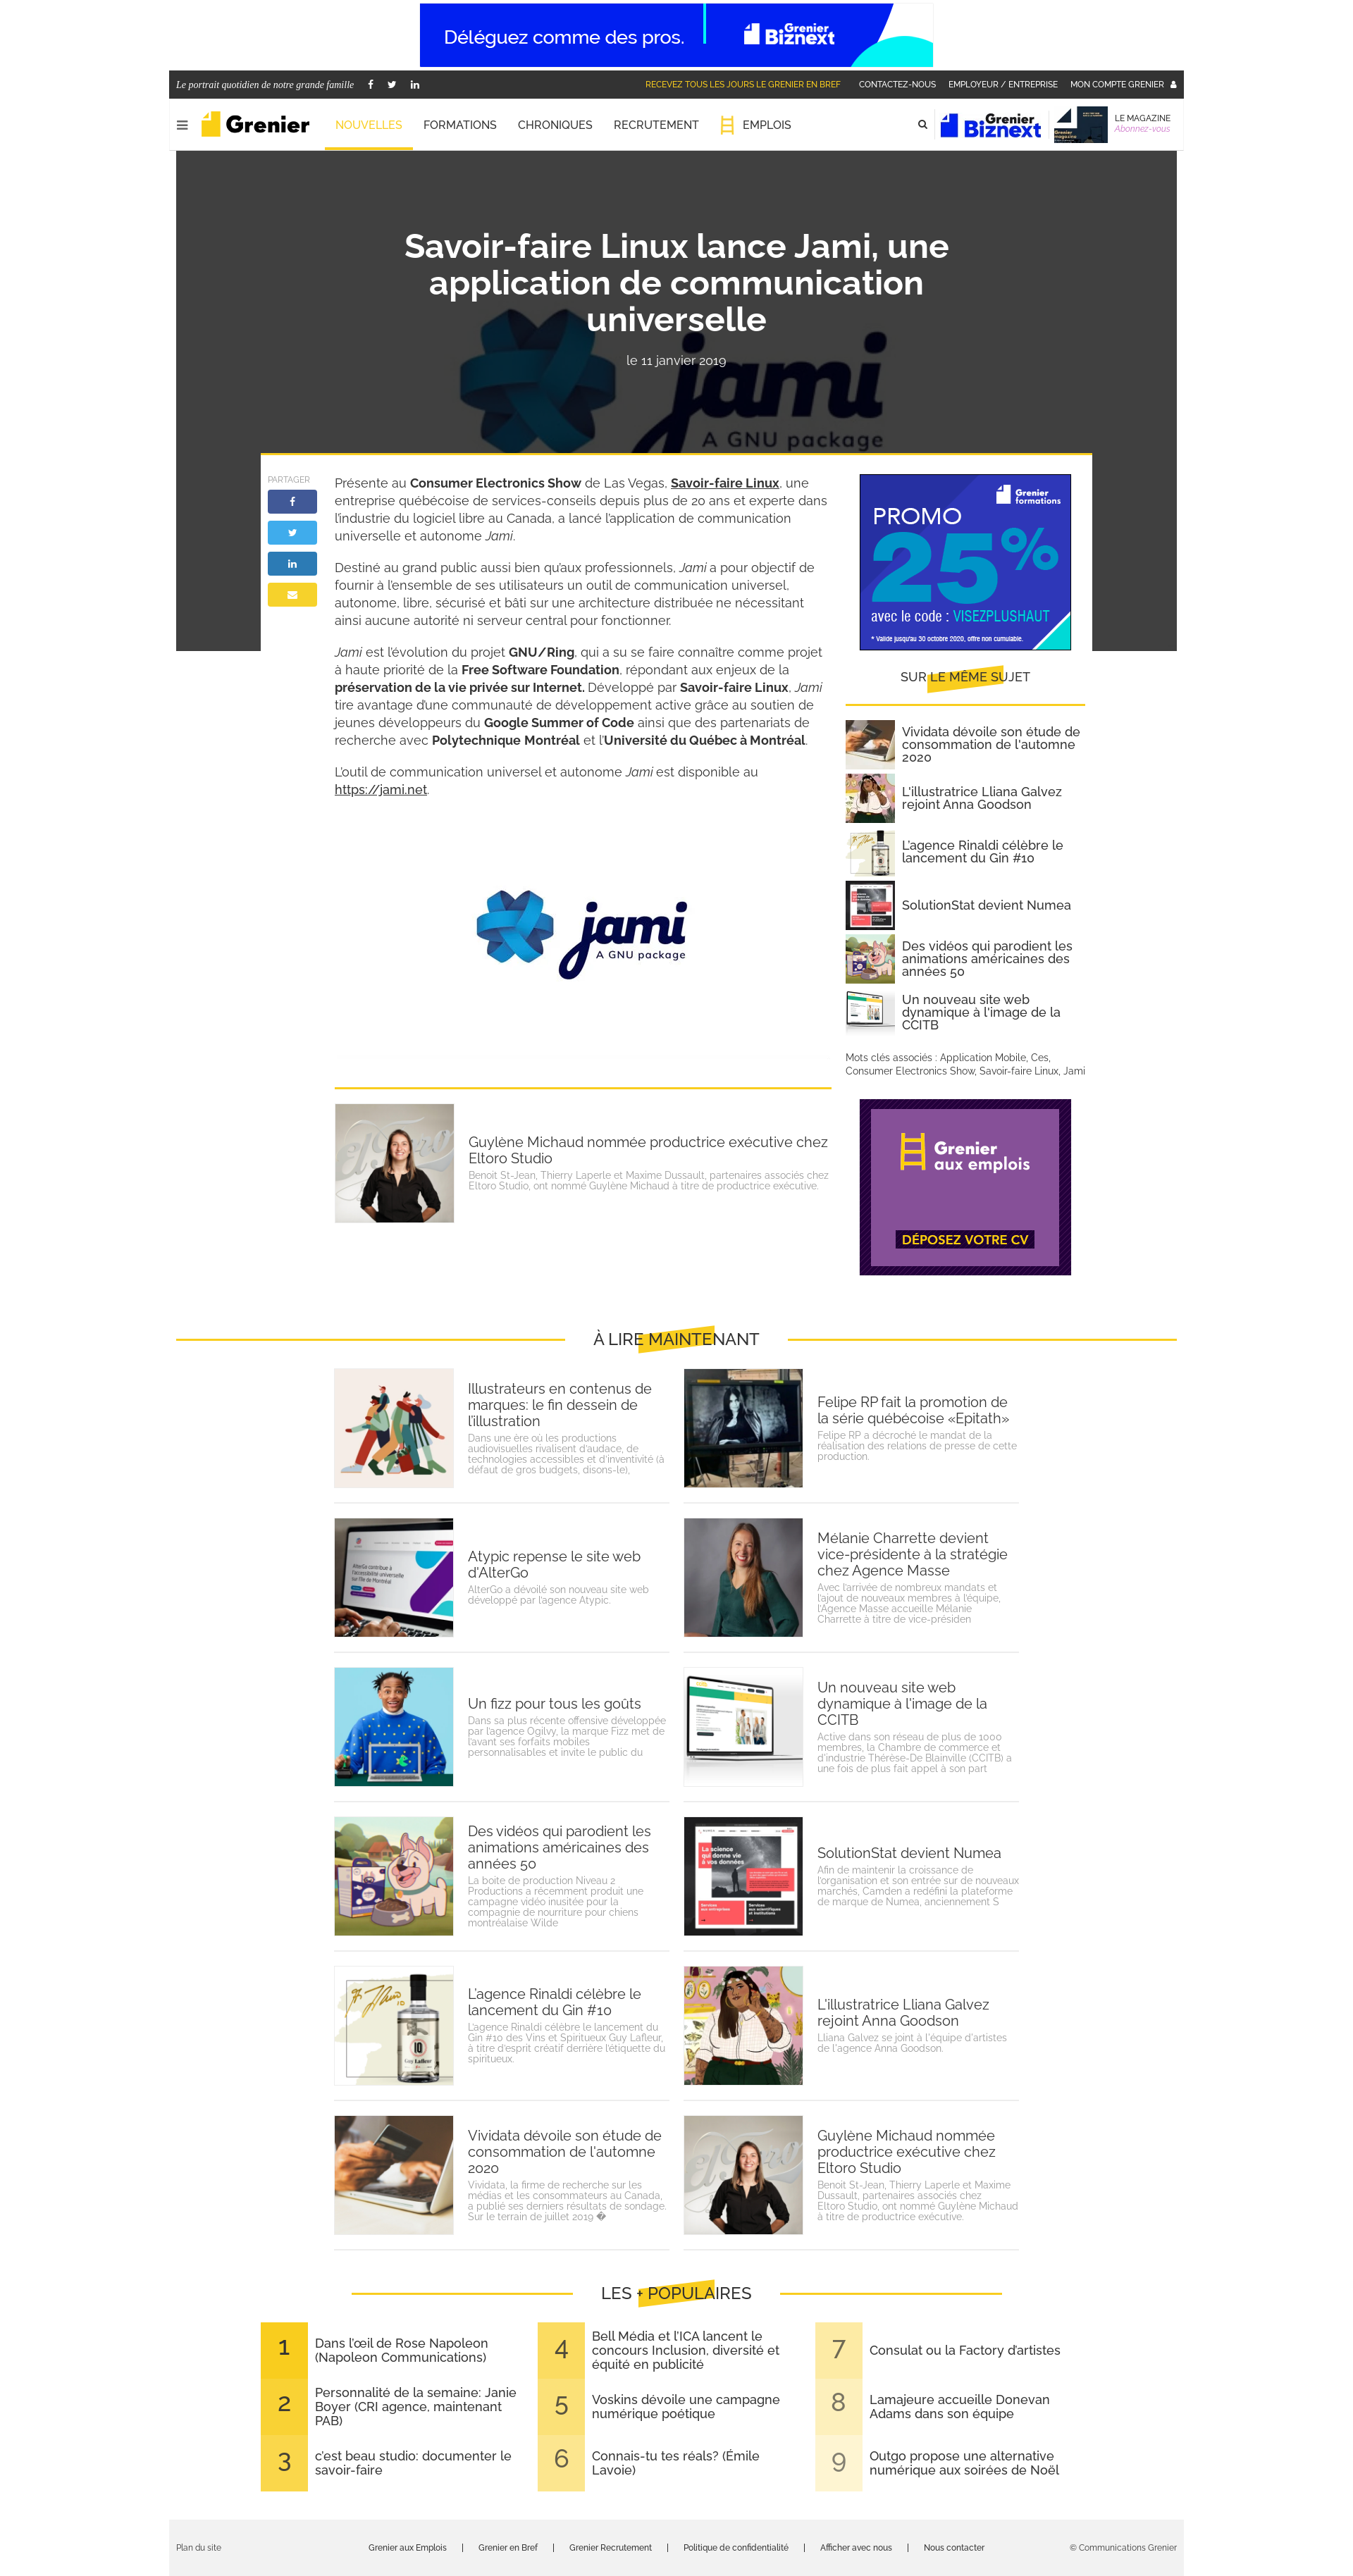 Déléguez comme des pros.
Grenier
Biznext
Le portrait quotidien de notre grande famille
RECEVEZ TOUS LES JOURS LE GRENIER EN BREF
CONTACTEZ-NOUS
EMPLOYEUR / ENTREPRISE
MON COMPTE GRENIER
Grenier
NOUVELLES
FORMATIONS
CHRONIQUES
RECRUTEMENT
EMPLOIS
Grenier
Biznext
LE MAGAZINE
Abonnez-vous
Savoir-faire Linux lance Jami, une
application de communication
universelle
le 11 janvier 2019
jami
A GNU package
PARTAGER
Présente au Consumer Electronics Show de Las Vegas, Savoir-faire Linux, une
entreprise québécoise de services-conseils depuis plus de 20 ans et experte dans
l'industrie du logiciel libre au Canada, a lancé l'application de communication
universelle et autonome Jami.
Destiné au grand public aussi bien qu'aux professionnels, Jami a pour objectif de
fournir à l'ensemble de ses utilisateurs un outil de communication universel,
autonome, libre, sécurisé et bâti sur une architecture distribuée ne nécessitant
ainsi aucune autorité ni serveur central pour fonctionner.
Jami est l'évolution du projet GNU/Ring, qui a su se faire connaître comme projet
à haute priorité de la Free Software Foundation, répondant aux enjeux de la
préservation de la vie privée sur Internet. Développé par Savoir-faire Linux, Jami
tire avantage d'une communauté de développement active grâce au soutien de
jeunes développeurs du Google Summer of Code ainsi que des partenariats de
recherche avec Polytechnique Montréal et l'Université du Québec à Montréal.
L'outil de communication universel et autonome Jami est disponible au
https://jami.net.
jami
A GNU package
Guylène Michaud nommée productrice exécutive chez
Eltoro Studio
Benoit St-Jean, Thierry Laperle et Maxime Dussault, partenaires associés chez
Eltoro Studio, ont nommé Guylène Michaud à titre de productrice exécutive.
Grenier
formations
PROMO
25%
avec le code : VISEZPLUSHAUT
* Valide jusqu'au 30 octobre 2020, offre non cumulable.
SUR LE MÊME SUJET
Vividata dévoile son étude de
consommation de l'automne
2020
L'illustratrice Lliana Galvez
rejoint Anna Goodson
L'agence Rinaldi célèbre le
lancement du Gin #10
SolutionStat devient Numea
Des vidéos qui parodient les
animations américaines des
années 50
Un nouveau site web
dynamique à l'image de la
CCITB
Mots clés associés : Application Mobile, Ces,
Consumer Electronics Show, Savoir-faire Linux, Jami
Grenier
aux emplois
DÉPOSEZ VOTRE CV
À LIRE MAINTENANT
Illustrateurs en contenus de
marques: le fin dessein de
l'illustration
Dans une ère où les productions
audiovisuelles rivalisent d'audace, de
technologies accessibles et d'inventivité (à
défaut de gros budgets, disons-le),
Felipe RP fait la promotion de
la série québécoise «Epitath»
Felipe RP a décroché le mandat de la
réalisation des relations de presse de cette
production.
Atypic repense le site web
d'AlterGo
AlterGo a dévoilé son nouveau site web
développé par l'agence Atypic.
Mélanie Charrette devient
vice-présidente à la stratégie
chez Agence Masse
Avec l'arrivée de nombreux mandats et
l'ajout de nouveaux membres à l'équipe,
l'Agence Masse accueille Mélanie
Charrette à titre de vice-présiden
Un fizz pour tous les goûts
Dans sa plus récente offensive développée
par l'agence Ogilvy, la marque Fizz met de
l'avant ses forfaits mobiles
personnalisables et invite le public du
Un nouveau site web
dynamique à l'image de la
CCITB
Active dans son réseau de plus de 1000
membres, la Chambre de commerce et
d'industrie Thérèse-De Blainville (CCITB) a
une fois de plus fait appel à son part
Des vidéos qui parodient les
animations américaines des
années 50
La boite de production Niveau 2
Productions a récemment produit une
campagne vidéo inusitée pour la
compagnie de nourriture pour chiens
montréalaise Wilde
La science
qui donne vie
à vos données
SolutionStat devient Numea
Afin de maintenir la croissance de
l'organisation et son entrée sur de nouveaux
marchés, Camden a redéfini la plateforme
de marque de Numea, anciennement S
L'agence Rinaldi célèbre le
lancement du Gin #10
L'agence Rinaldi célèbre le lancement du
Gin #10 des Vins et Spiritueux Guy Lafleur,
à titre d'esprit créatif derrière l'étiquette du
spiritueux.
L'illustratrice Lliana Galvez
rejoint Anna Goodson
Lliana Galvez se joint à l'équipe d'artistes
de l'agence Anna Goodson.
Vividata dévoile son étude de
consommation de l'automne
2020
Vividata, la firme de recherche sur les
médias et les consommateurs au Canada,
a publié ses derniers résultats de sondage.
Sur le terrain de juillet 2019 �
Guylène Michaud nommée
productrice exécutive chez
Eltoro Studio
Benoit St-Jean, Thierry Laperle et Maxime
Dussault, partenaires associés chez
Eltoro Studio, ont nommé Guylène Michaud
à titre de productrice exécutive.
LES + POPULAIRES
1
Dans l'œil de Rose Napoleon
(Napoleon Communications)
2
Personnalité de la semaine: Janie
Boyer (CRI agence, maintenant
PAB)
3
c'est beau studio: documenter le
savoir-faire
4
Bell Média et l'ICA lancent le
concours Inclusion, diversité et
équité en publicité
5
Voskins dévoile une campagne
numérique poétique
6
Connais-tu tes réals? (Émile
Lavoie)
7
Consulat ou la Factory d'artistes
8
Lamajeure accueille Donevan
Adams dans son équipe
9
Outgo propose une alternative
numérique aux soirées de Noël
Plan du site
Grenier aux Emplois | Grenier en Bref | Grenier Recrutement | Politique de confidentialité | Afficher avec nous | Nous contacter
© Communications Grenier